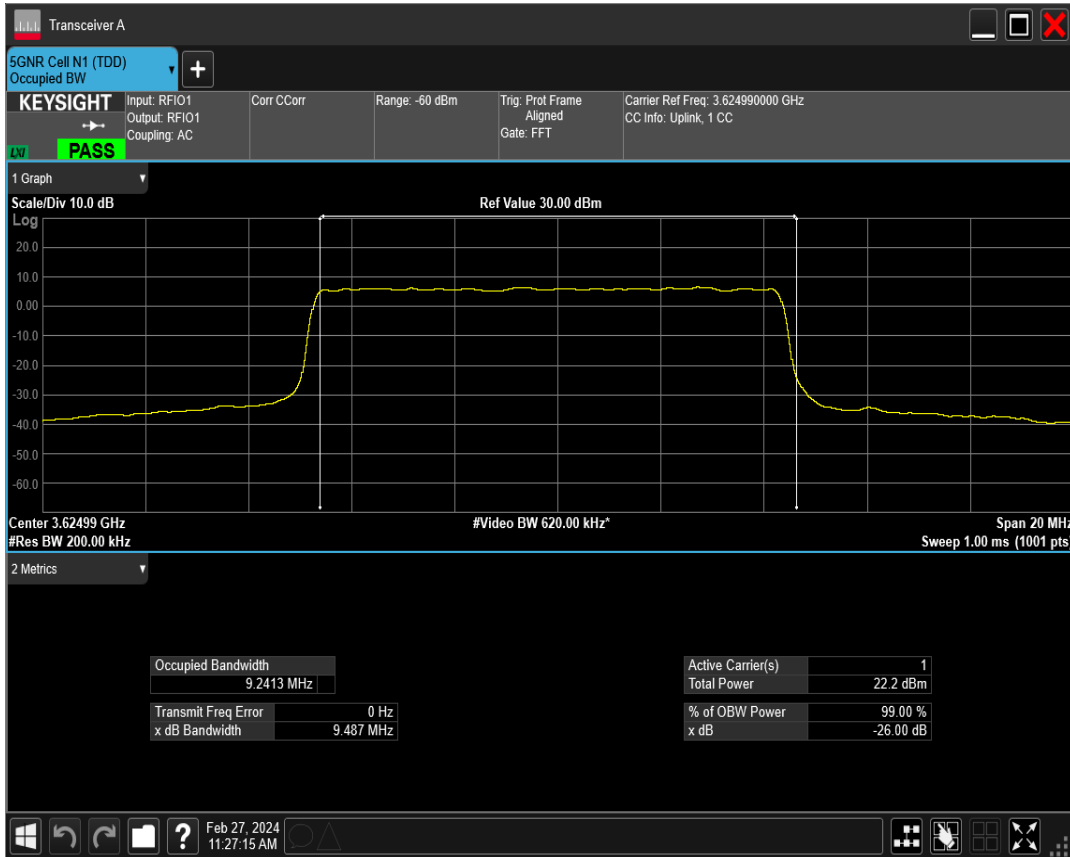 Transceiver A
5GNR Cell N1 (TDD)
Occupied BW
KEYSIGHT
LXI
PASS
Input: RFIO1
Output: RFIO1
Coupling: AC
Corr CCorr
Range: -60 dBm
Trig: Prot Frame
Aligned
Gate: FFT
Carrier Ref Freq: 3.624990000 GHz
CC Info: Uplink, 1 CC
1 Graph
Scale/Div 10.0 dB
Ref Value 30.00 dBm
Log
20.0
10.0
0.00
-10.0
-20.0
-30.0
-40.0
-50.0
-60.0
Center 3.62499 GHz
#Video BW 620.00 kHz*
Span 20 MHz
#Res BW 200.00 kHz
Sweep 1.00 ms (1001 pts)
2 Metrics
Occupied Bandwidth
9.2413 MHz
Transmit Freq Error 0 Hz
x dB Bandwidth 9.487 MHz
Active Carrier(s) 1
Total Power 22.2 dBm
% of OBW Power 99.00 %
x dB -26.00 dB
?
Feb 27, 2024
11:27:15 AM